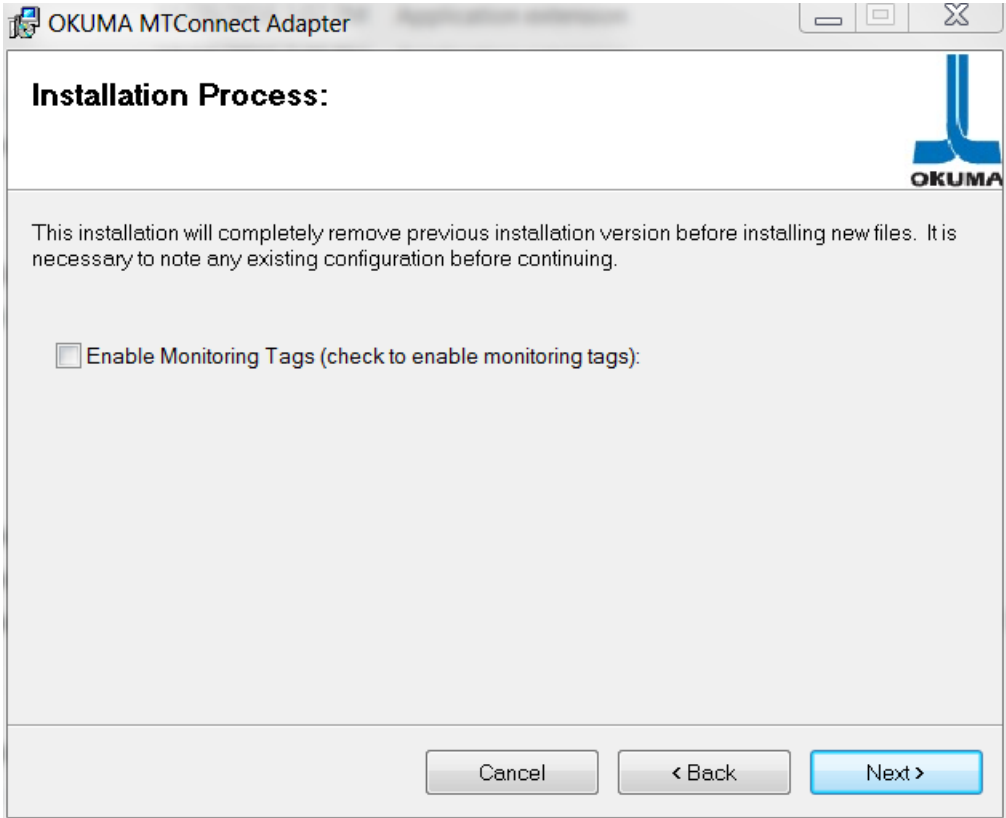 OKUMA MTConnect Adapter
Installation Process:
OKUMA
This installation will completely remove previous installation version before installing new files. It is
necessary to note any existing configuration before continuing.
Enable Monitoring Tags (check to enable monitoring tags):
Cancel
< Back
Next >